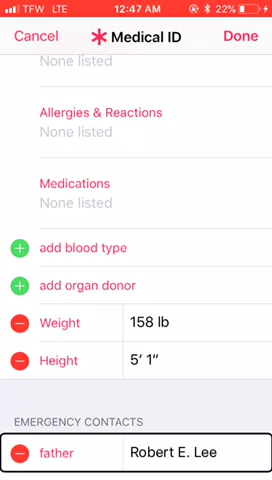 TFW LTE 12:47 AM 22%
Cancel Medical ID Done
None listed
Allergies & Reactions
None listed
Medications
None listed
add blood type
add organ donor
Weight 158 lb
Height 5' 1"
EMERGENCY CONTACTS
father Robert E. Lee